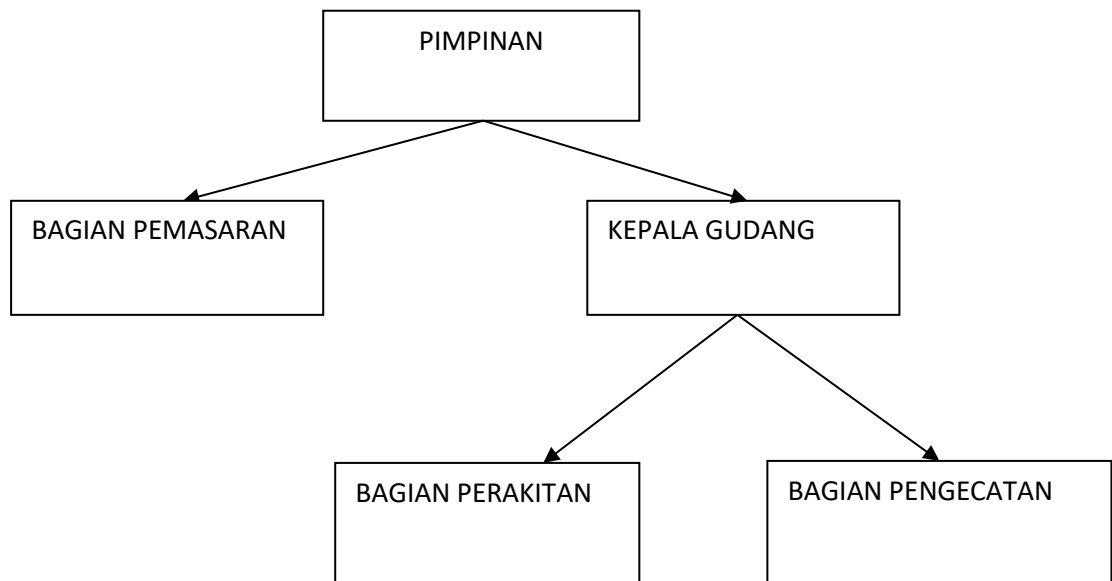 PIMPINAN
BAGIAN PEMASARAN
KEPALA GUDANG
BAGIAN PERAKITAN
BAGIAN PENGECATAN